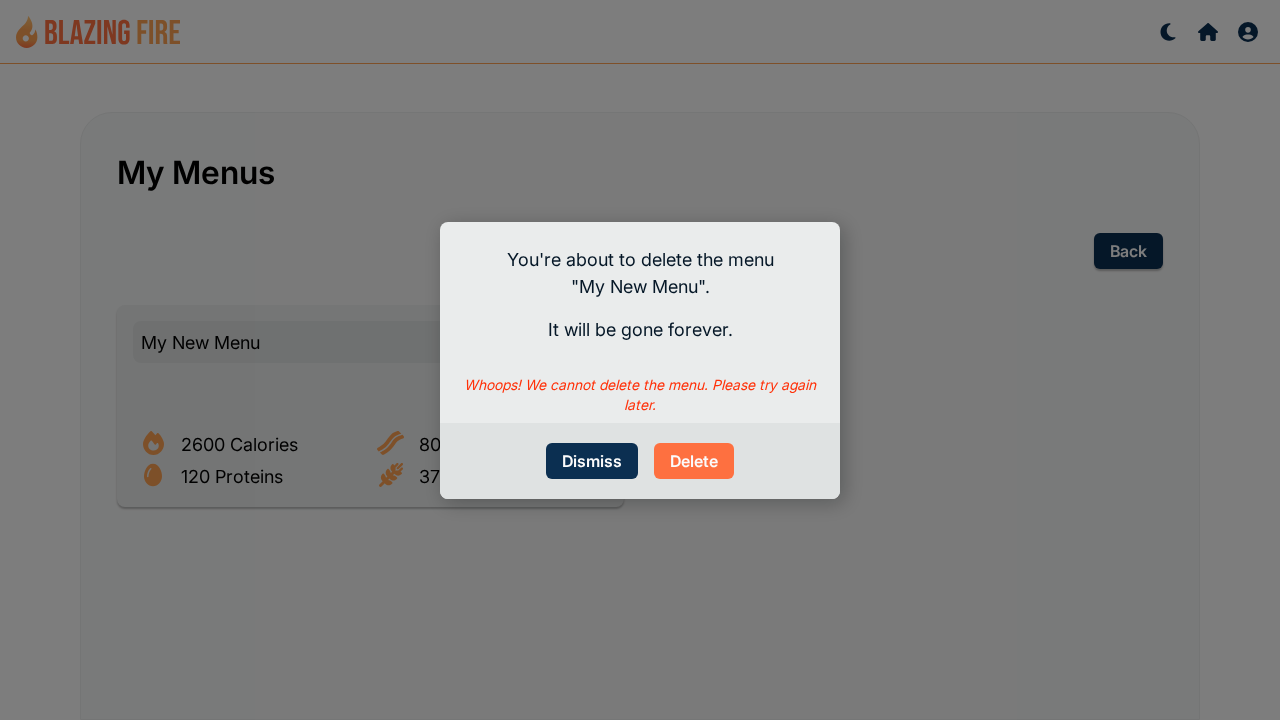 BLAZING FIRE
My Menus
Back
My New Menu
2600 Calories
80
120 Proteins
37
You're about to delete the menu
"My New Menu".
It will be gone forever.
Whoops! We cannot delete the menu. Please try again
later.
Dismiss
Delete